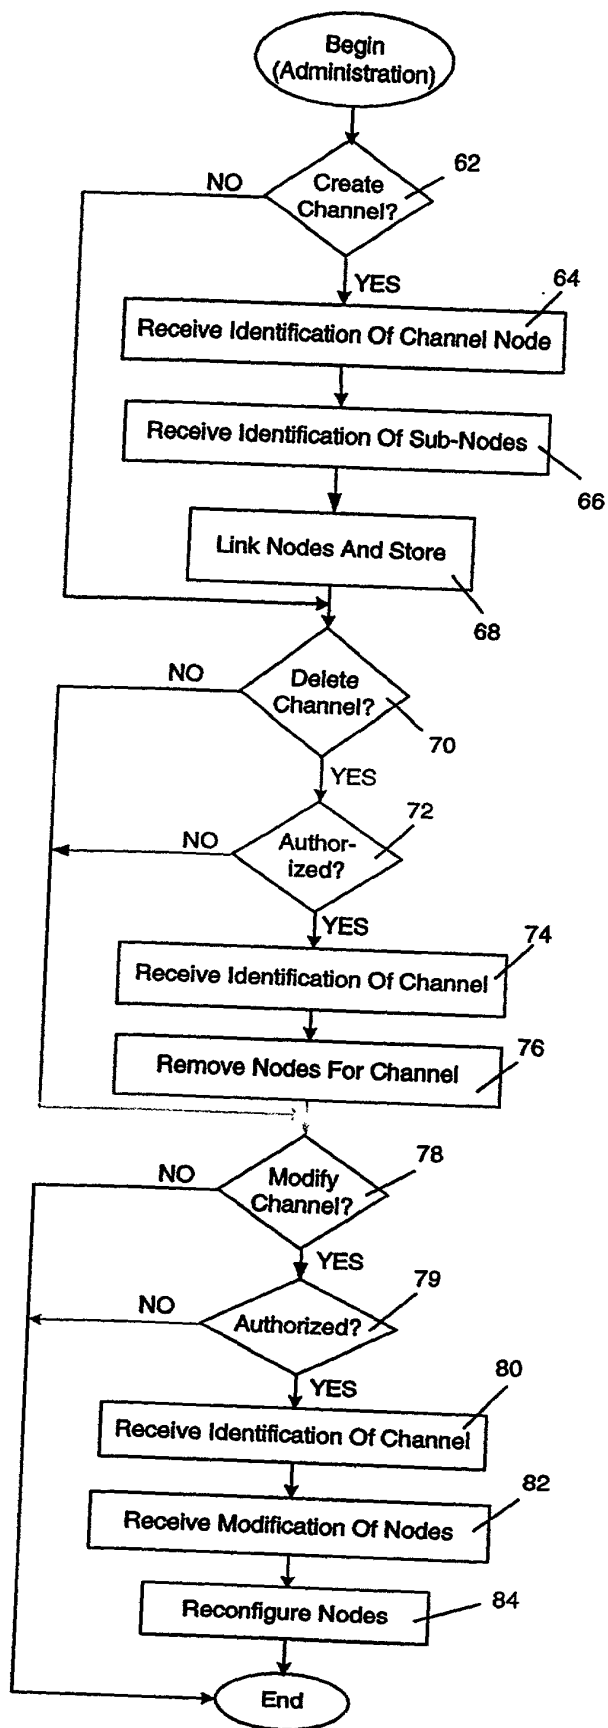 Begin
(Administration)
62
NO
Create
Channel?
YES
64
Receive Identification Of Channel Node
Receive Identification Of Sub-Nodes
66
Link Nodes And Store
68
NO
Delete
Channel?
70
YES
72
NO
Author-
ized?
YES
74
Receive Identification Of Channel
76
Remove Nodes For Channel
78
NO
Modify
Channel?
YES
79
NO
Authorized?
YES
80
Receive Identification Of Channel
82
Receive Modification Of Nodes
Reconfigure Nodes
84
End